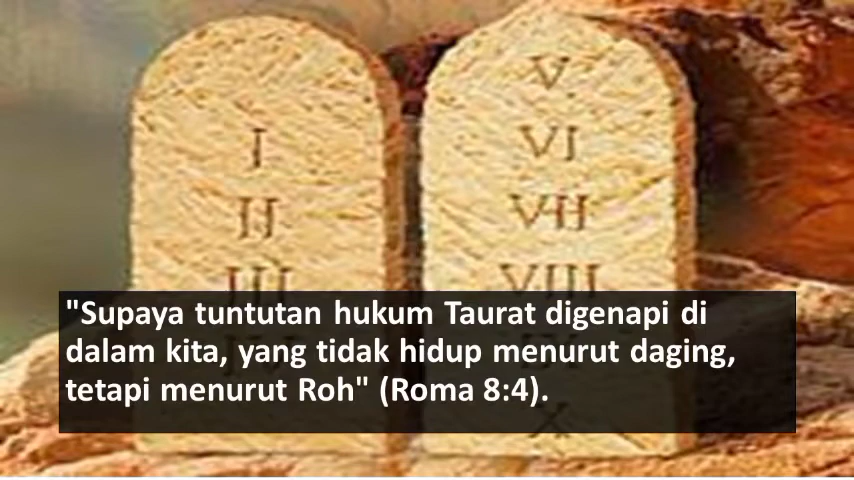 I
II
III
V
VI
VII
VIII
"Supaya tuntutan hukum Taurat digenapi di
dalam kita, yang tidak hidup menurut daging,
tetapi menurut Roh" (Roma 8:4).
X